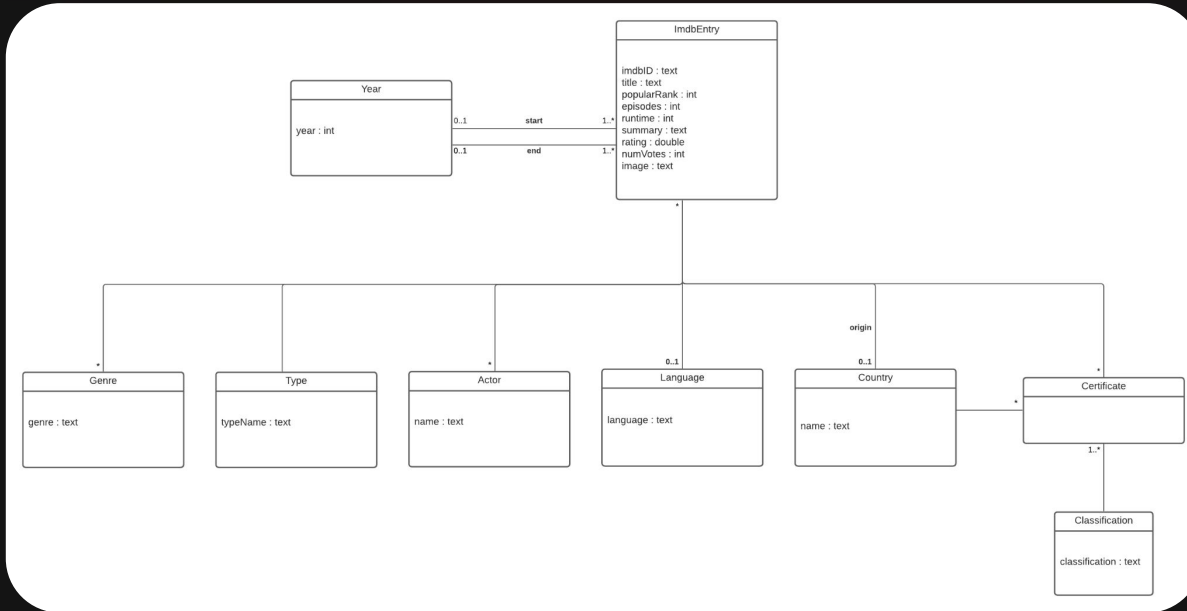 ImdbEntry
imdbID : text
title : text
popularRank : int
episodes : int
runtime : int
summary : text
rating : double
numVotes : int
image : text
Year
year : int
0..1 start 1..*
0..1 end 1..*
*
origin
*
*
0..1
0..1
*
Genre
genre : text
Type
typeName : text
Actor
name : text
Language
language : text
Country
name : text
*
Certificate
1..*
Classification
classification : text